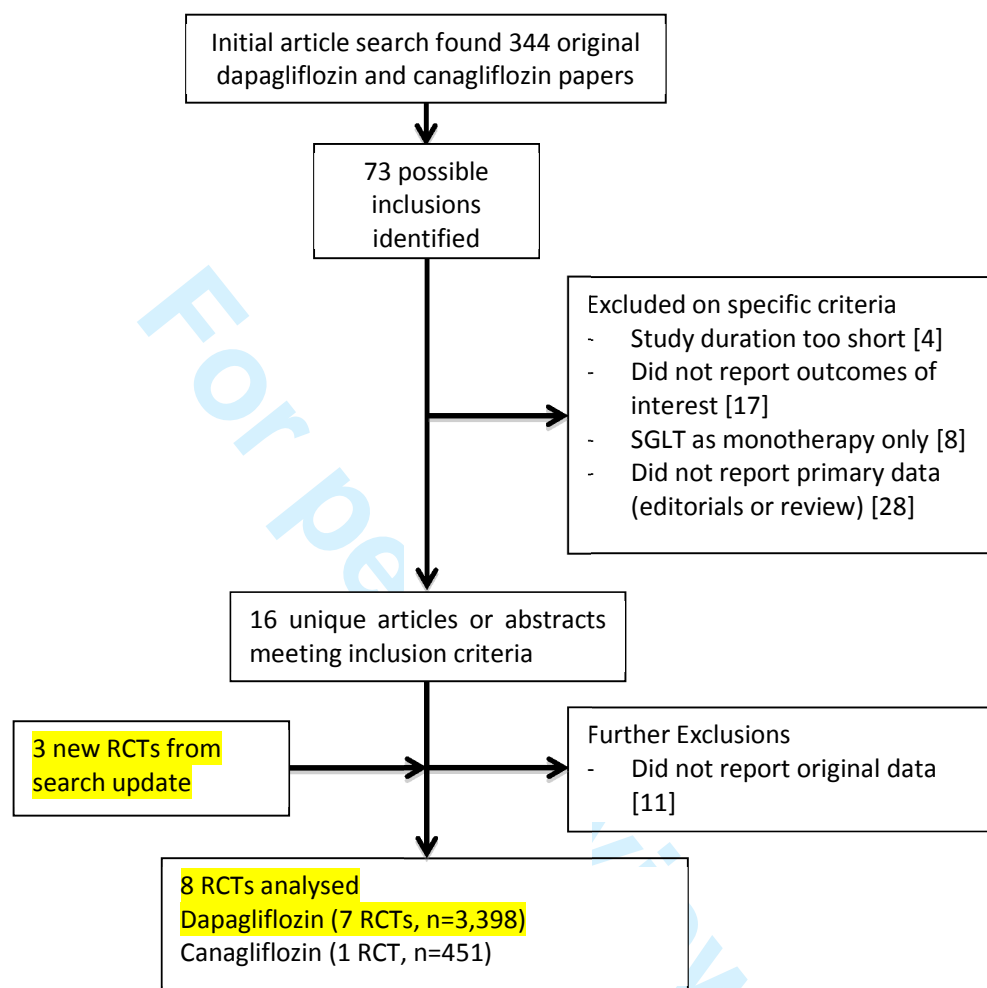 Initial article search found 344 original
dapagliflozin and canagliflozin papers
73 possible
inclusions
identified
Excluded on specific criteria
- Study duration too short [4]
- Did not report outcomes of
interest [17]
- SGLT as monotherapy only [8]
- Did not report primary data
(editorials or review) [28]
16 unique articles or abstracts
meeting inclusion criteria
3 new RCTs from
search update
Further Exclusions
- Did not report original data
[11]
8 RCTs analysed
Dapagliflozin (7 RCTs, n=3,398)
Canagliflozin (1 RCT, n=451)
For pe